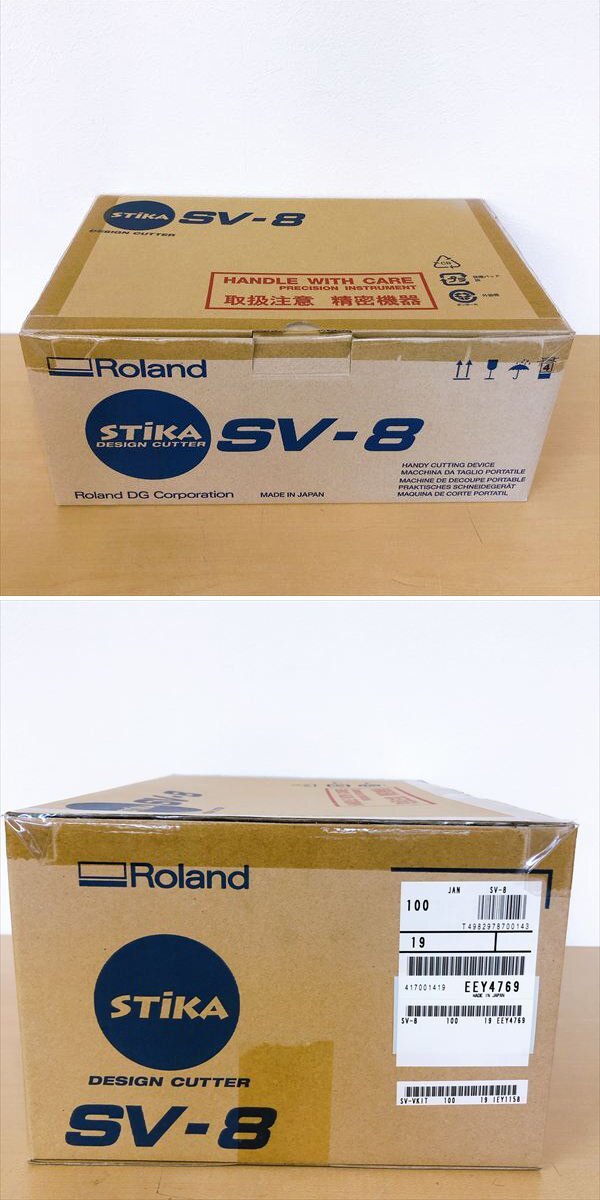 STiKA SV-8
DESIGN CUTTER
HANDLE WITH CARE
PRECISION INSTRUMENT
取扱注意 精密機器
Roland
4
STiKA SV-8
DESIGN CUTTER
HANDY CUTTING DEVICE
MACCHINA DA TAGLIO PORTATILE
MACHINE DE DECOUPE PORTABLE
PRAKTISCHES SCHNEIDEGERÄT
MAQUINA DE CORTE PORTATIL
Roland DG Corporation MADE IN JAPAN
Roland
STiKA
DESIGN CUTTER
SV-8
JAN SV-8
100
T4982978700143
19
417001419 EEY4769
MADE IN JAPAN
SV-8 100 19 EEY4769
SV-VKIT 100 19 IEY1158